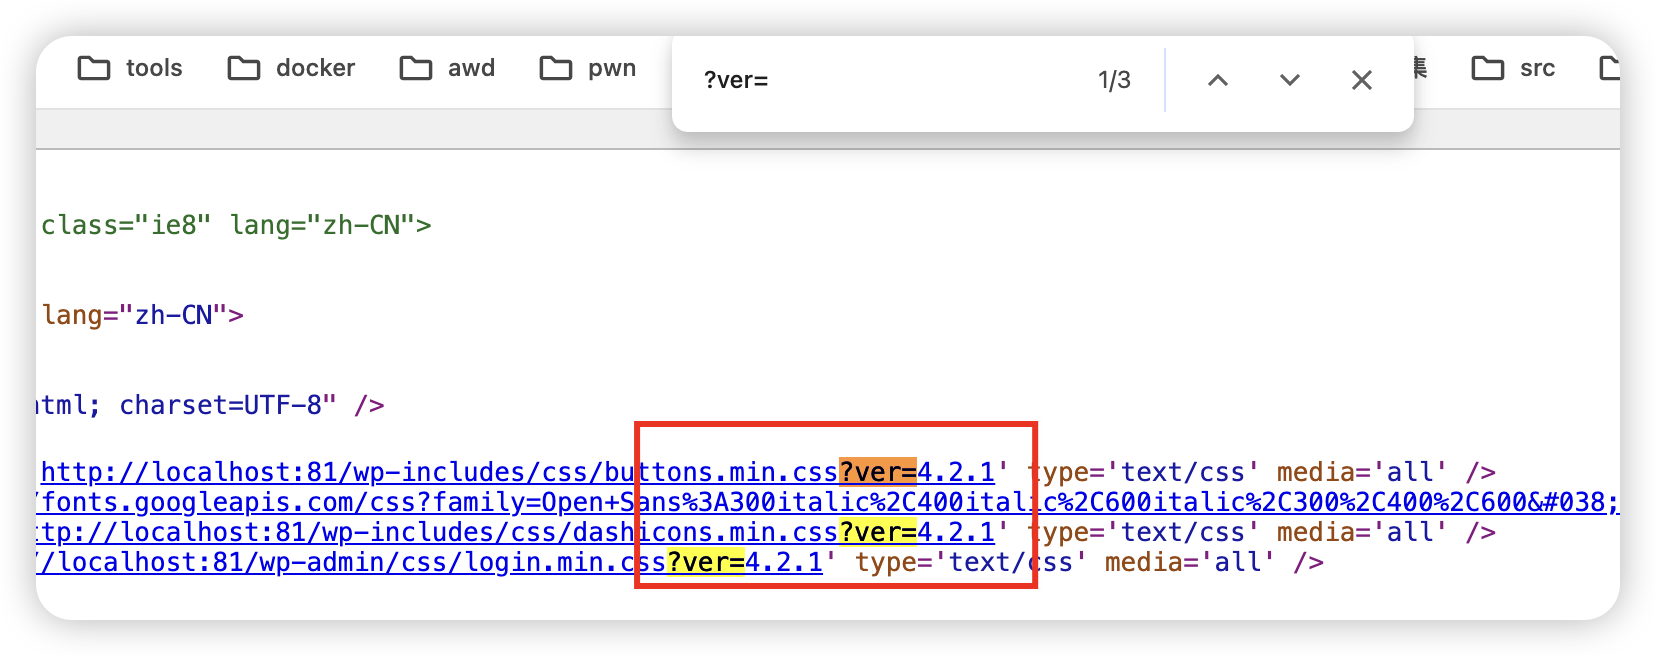 tools docker awd pwn ?ver= 1/3 集 src
class="ie8" lang="zh-CN">
lang="zh-CN">
html; charset=UTF-8" />
http://localhost:81/wp-includes/css/buttons.min.css?ver=4.2.1' type='text/css' media='all' />
/fonts.googleapis.com/css?family=Open+Sans%3A300italic%2C400italic%2C600italic%2C300%2C400%2C600&#038;
ttp://localhost:81/wp-includes/css/dashicons.min.css?ver=4.2.1' type='text/css' media='all' />
//localhost:81/wp-admin/css/login.min.css?ver=4.2.1' type='text/css' media='all' />